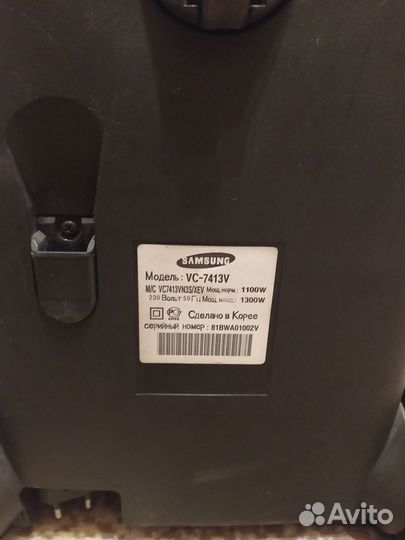 SAMSUNG
Модель: VC-7413V
M/C VC7413VN3S/XEV Мощ. норм.: 1100W
230 Вольт 50 Гц Мощ. макс.: 1300W
Сделано в Корее
серийный номер: 81BWA01002V
Avito